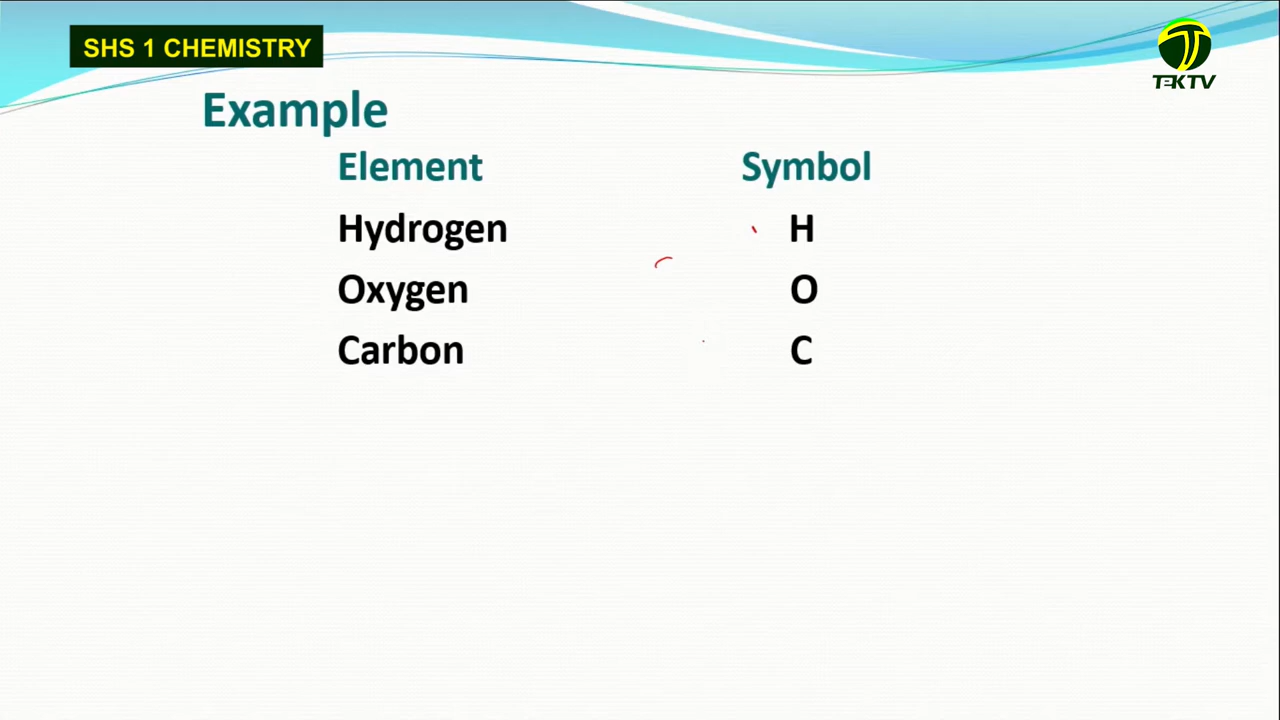 SHS 1 CHEMISTRY
TEKTV
Example
Element Symbol
Hydrogen H
Oxygen O
Carbon C